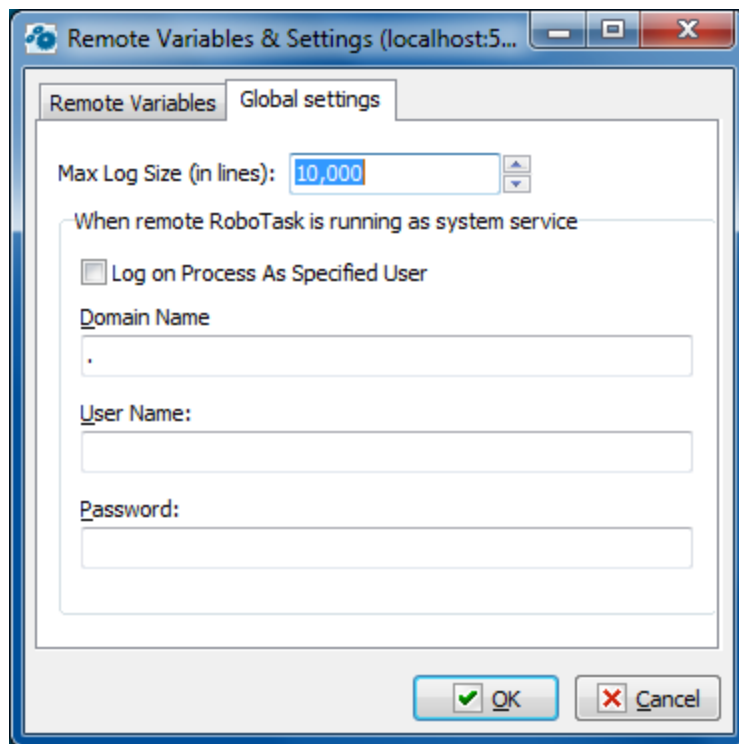 Remote Variables & Settings (localhost:5...
Remote Variables
Global settings
Max Log Size (in lines): 10,000
When remote RoboTask is running as system service
Log on Process As Specified User
Domain Name
.
User Name:
Password:
OK Cancel